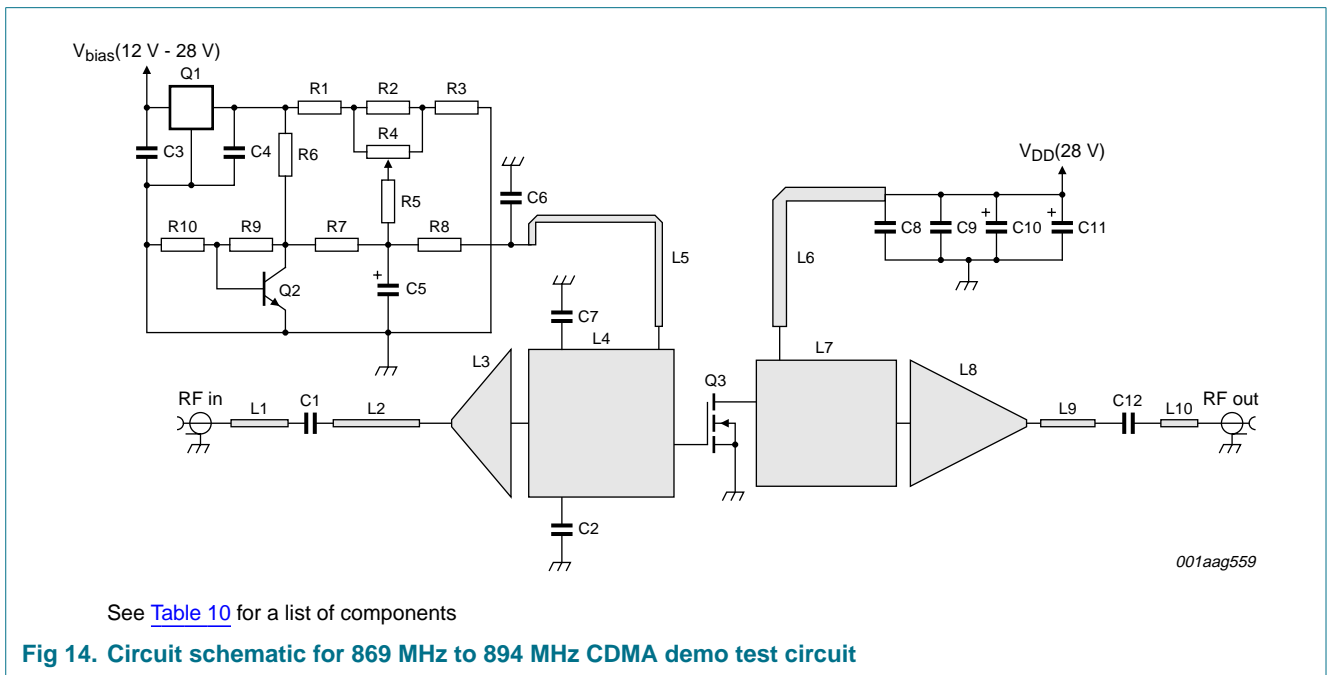 V_bias(12 V - 28 V)
Q1
R1
R2
R3
R4
C3
C4
R6
R5
C6
V_DD(28 V)
C8
C9
+
C10
+
C11
R10
R9
R7
R8
L5
L6
Q2
+
C5
C7
L4
L3
L7
L8
Q3
RF in
L1
C1
L2
L9
C12
L10
RF out
C2
001aag559
See Table 10 for a list of components
Fig 14. Circuit schematic for 869 MHz to 894 MHz CDMA demo test circuit